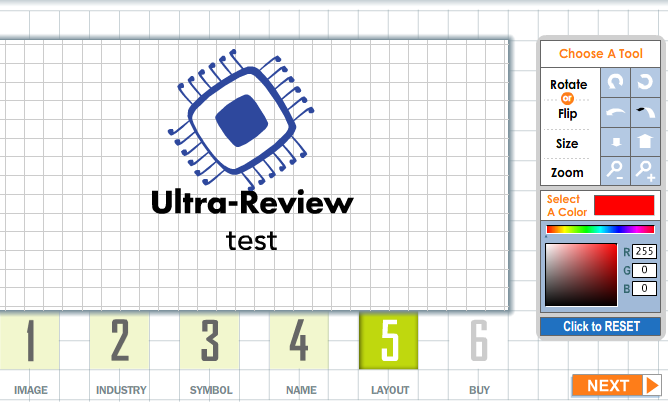 Ultra-Review
test
Choose A Tool
Rotate
or
Flip
Size
Zoom
Select
A Color
R 255
G 0
B 0
Click to RESET
1 2 3 4 5 6
IMAGE INDUSTRY SYMBOL NAME LAYOUT BUY
NEXT